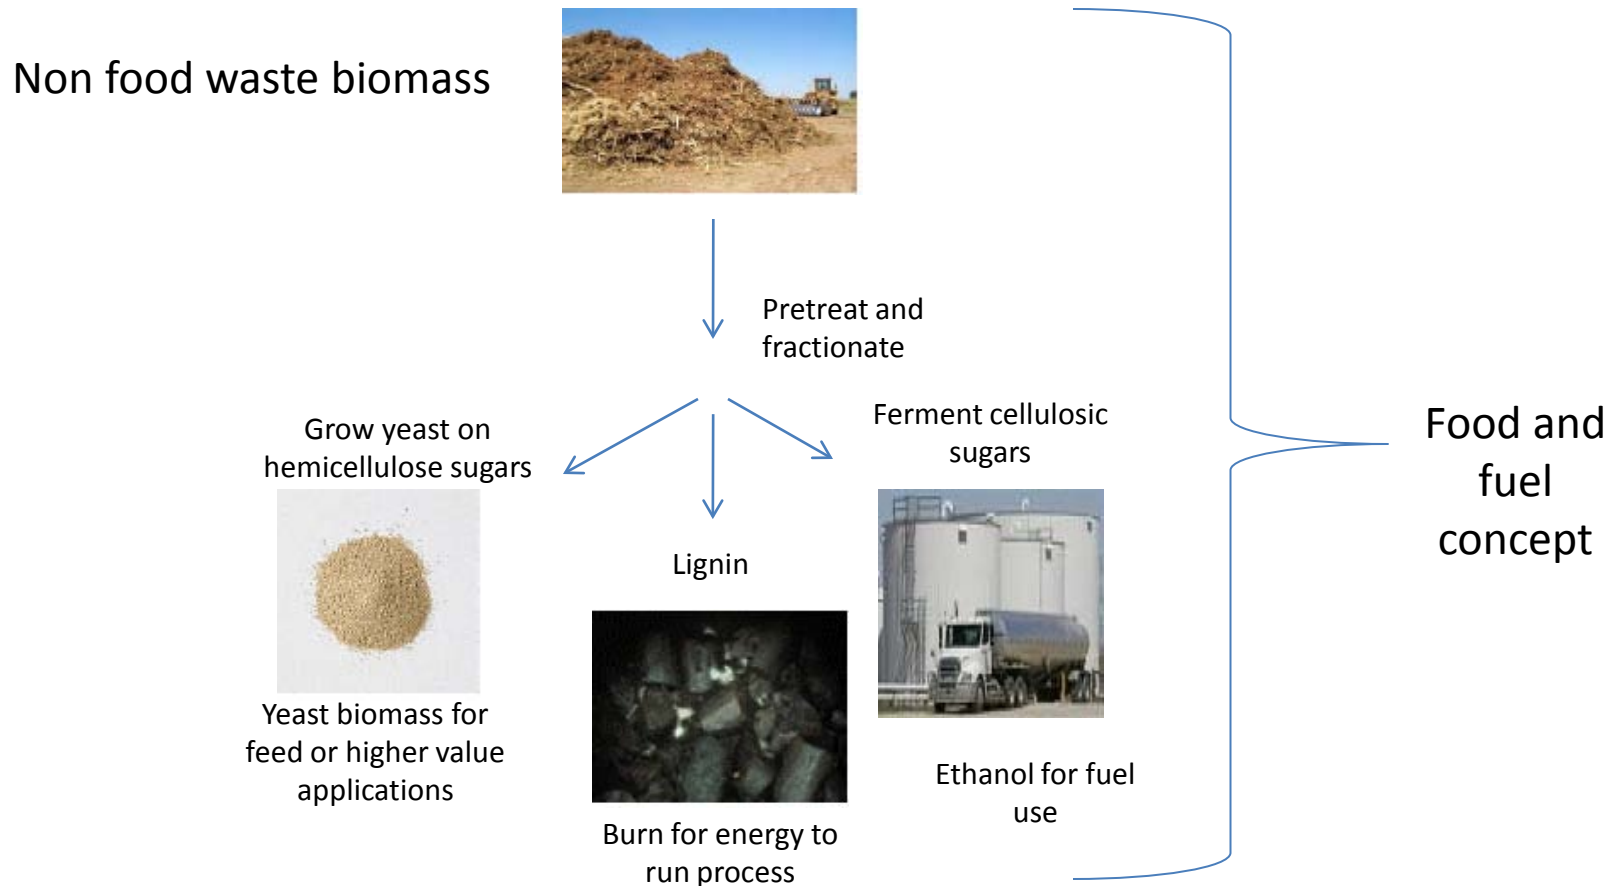 Non food waste biomass
Pretreat and
fractionate
Grow yeast on
hemicellulose sugars
Ferment cellulosic
sugars
Food and
fuel
concept
Lignin
Yeast biomass for
feed or higher value
applications
Ethanol for fuel
use
Burn for energy to
run process